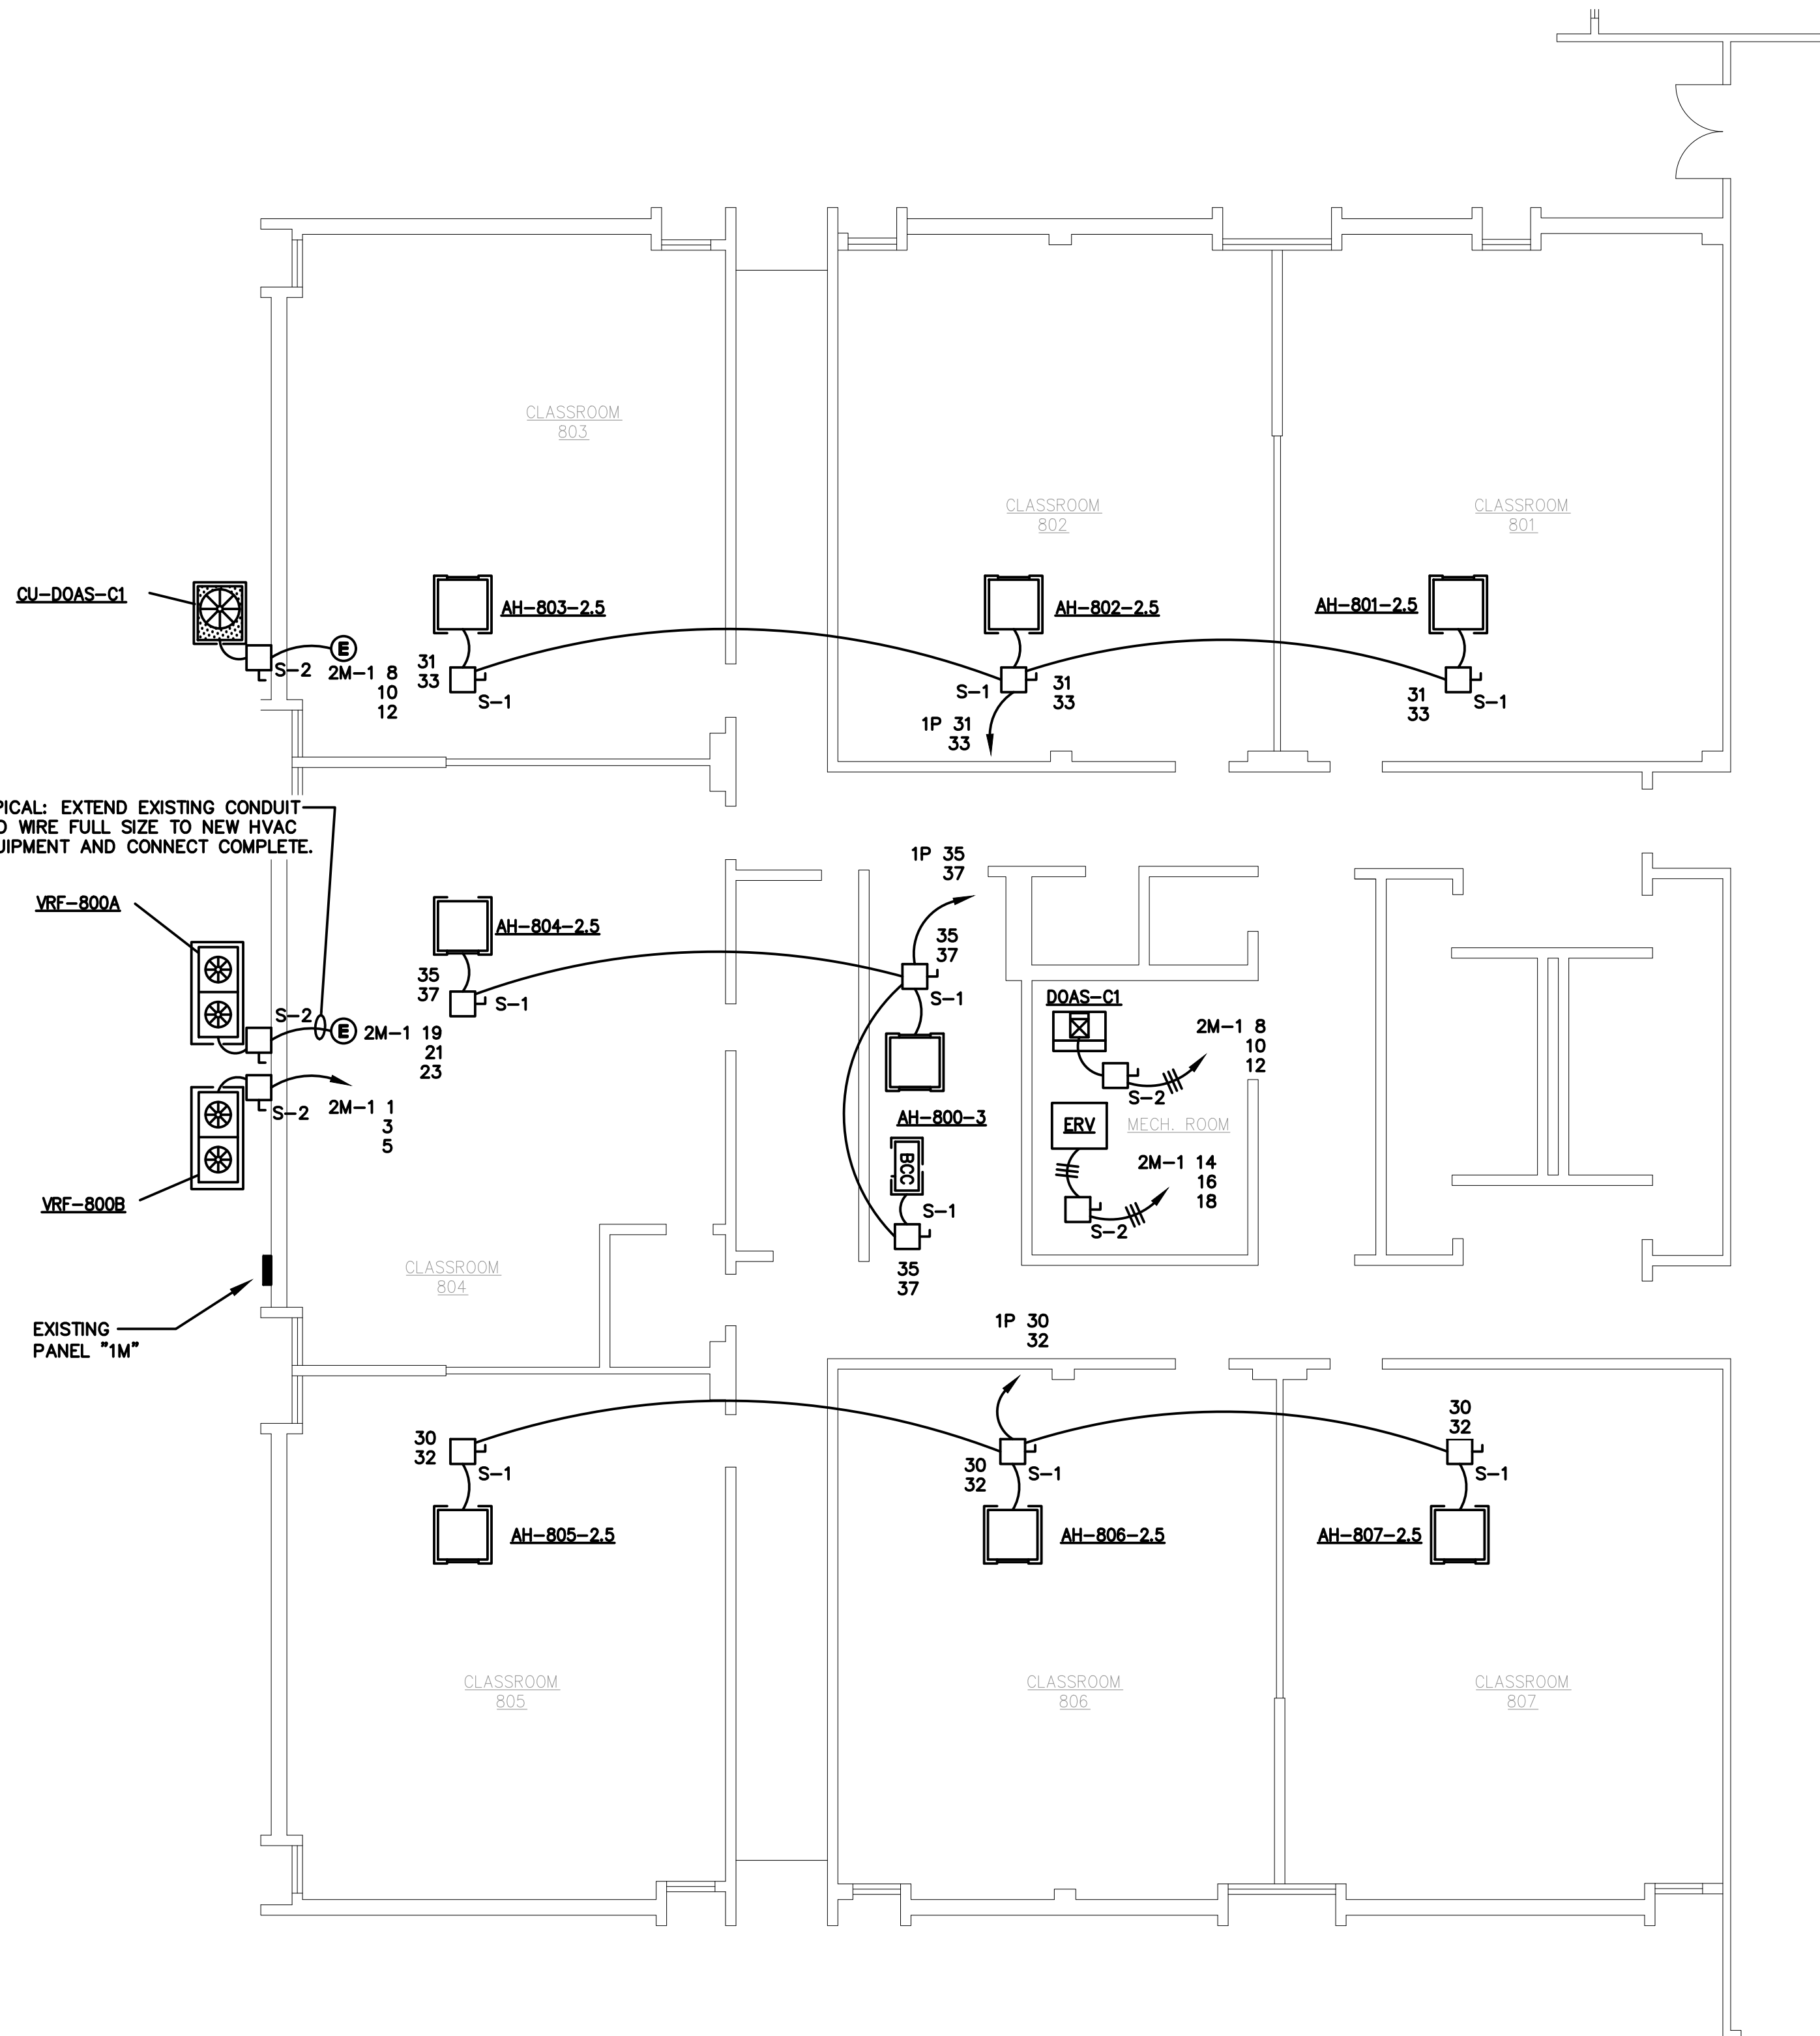 CLASSROOM
803
CLASSROOM
802
CLASSROOM
801
CU-DOAS-C1
AH-803-2.5
AH-802-2.5
AH-801-2.5
E
S-2
2M-1 8
10
12
31
33
S-1
S-1
31
33
1P 31
33
31
33
S-1
PICAL: EXTEND EXISTING CONDUIT
D WIRE FULL SIZE TO NEW HVAC
UIPMENT AND CONNECT COMPLETE.
VRF-800A
AH-804-2.5
35
37
S-1
1P 35
37
35
37
S-1
S-2
E
2M-1 19
21
23
S-2
2M-1 1
3
5
VRF-800B
DOAS-C1
2M-1 8
10
12
S-2
AH-800-3
ERV
MECH. ROOM
BCC
S-1
35
37
2M-1 14
16
18
S-2
CLASSROOM
804
EXISTING
PANEL "1M"
1P 30
32
30
32
S-1
30
32
S-1
30
32
S-1
AH-805-2.5
AH-806-2.5
AH-807-2.5
CLASSROOM
805
CLASSROOM
806
CLASSROOM
807